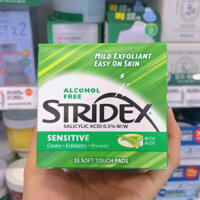 MILD EXFOLIANT
EASY ON SKIN
ALCOHOL
FREE
STRIDEX
SALICYLIC ACID 0.5% W/W
SENSITIVE
WITH
ALOE
Cleans • Exfoliates • Prevents
55 SOFT TOUCH PADS